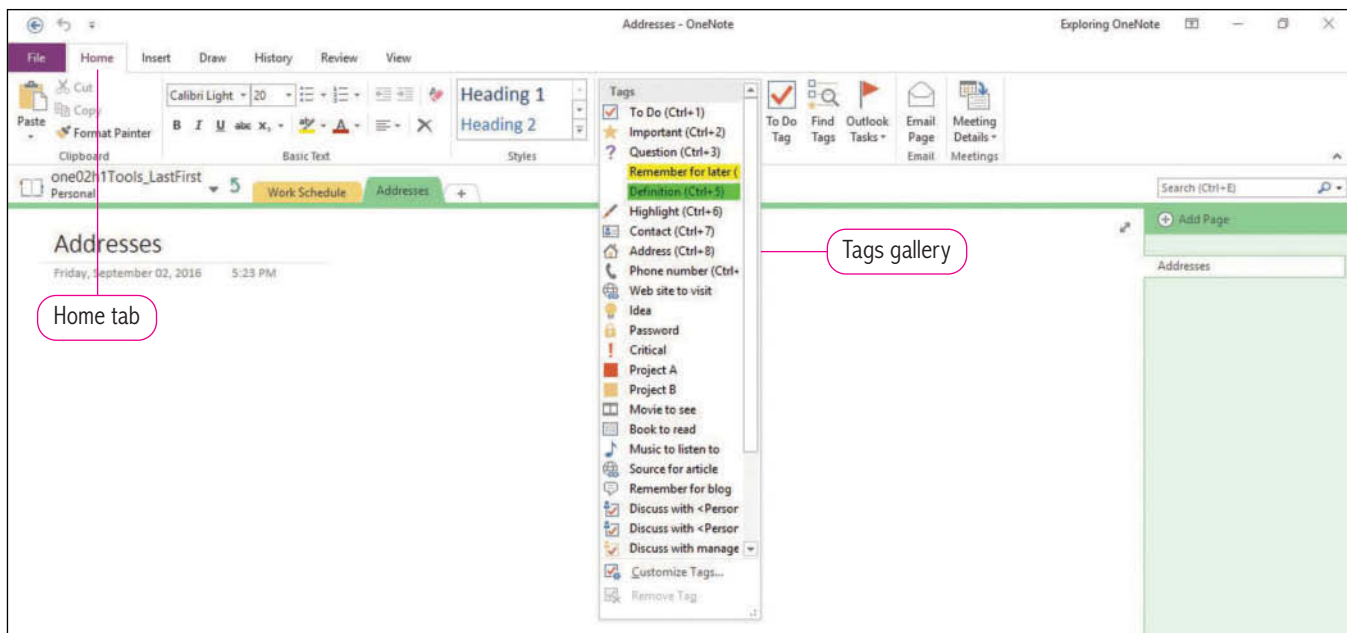 Addresses - OneNote
Exploring OneNote
File Home Insert Draw History Review View
Cut
Copy
Paste
Format Painter
Clipboard
Calibri Light 20
B I U abc X₂ A
Basic Text
Heading 1
Heading 2
Styles
Tags
To Do (Ctrl+1)
Important (Ctrl+2)
Question (Ctrl+3)
Remember for later (
Definition (Ctrl+5)
Highlight (Ctrl+6)
Contact (Ctrl+7)
Address (Ctrl+8)
Phone number (Ctrl+
Web site to visit
Idea
Password
Critical
Project A
Project B
Movie to see
Book to read
Music to listen to
Source for article
Remember for blog
Discuss with <Persor
Discuss with <Persor
Discuss with manage
Customize Tags...
Remove Tag
To Do Tag
Find Tags
Outlook Tasks
Email Page
Email
Meeting Details
Meetings
one02h1Tools_LastFirst
Personal
5
Work Schedule
Addresses
+
Search (Ctrl+E)
Add Page
Addresses
Addresses
Friday, September 02, 2016 5:23 PM
Home tab
Tags gallery